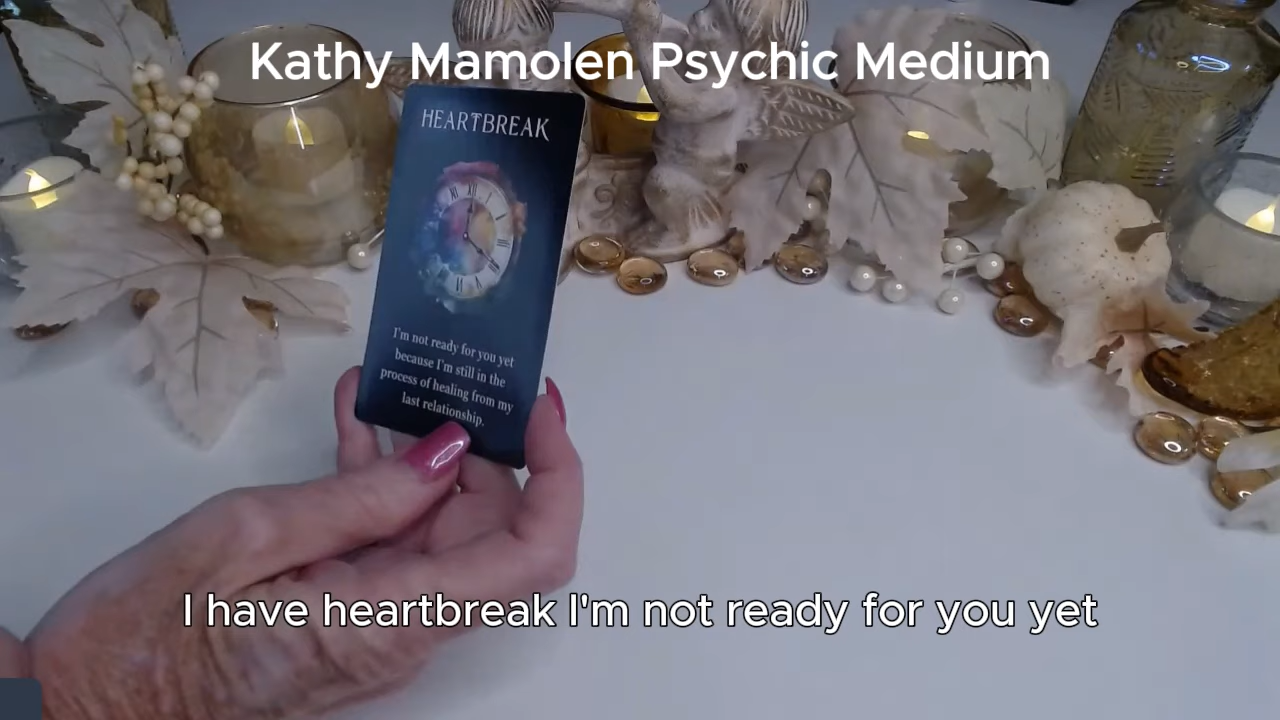 Kathy Mamolen Psychic Medium
HEARTBREAK
I'm not ready for you yet
because I'm still in the
process of healing from my
last relationship.
I have heartbreak I'm not ready for you yet